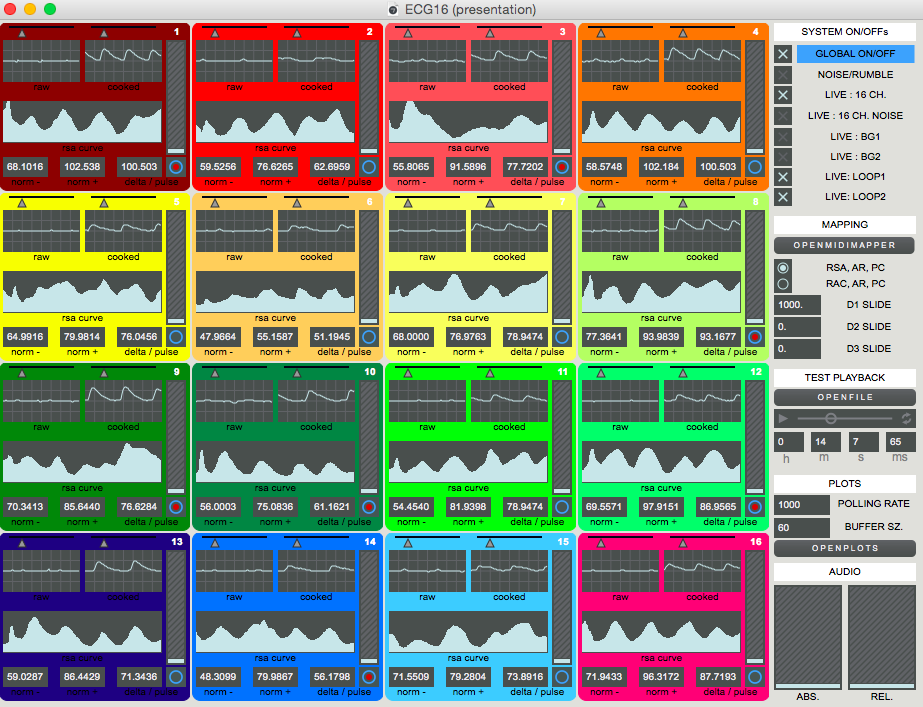 ECG16 (presentation)
1
raw cooked
rsa curve
68.1016 102.538 100.503
norm - norm + delta / pulse
2
raw cooked
rsa curve
59.5256 76.6265 62.6959
norm - norm + delta / pulse
3
raw cooked
rsa curve
55.8065 91.5896 77.7202
norm - norm + delta / pulse
4
raw cooked
rsa curve
58.5748 102.184 100.503
norm - norm + delta / pulse
5
raw cooked
rsa curve
64.9916 79.9814 76.0456
norm - norm + delta / pulse
6
raw cooked
rsa curve
47.9664 55.1587 51.1945
norm - norm + delta / pulse
7
raw cooked
rsa curve
68.0000 76.9763 78.9474
norm - norm + delta / pulse
8
raw cooked
rsa curve
77.3641 93.9839 93.1677
norm - norm + delta / pulse
9
raw cooked
rsa curve
70.3413 85.6440 76.6284
norm - norm + delta / pulse
10
raw cooked
rsa curve
56.0003 75.0836 61.1621
norm - norm + delta / pulse
11
raw cooked
rsa curve
54.4540 81.9398 78.9474
norm - norm + delta / pulse
12
raw cooked
rsa curve
69.5571 97.9151 86.9565
norm - norm + delta / pulse
13
raw cooked
rsa curve
59.0287 86.4429 71.3436
norm - norm + delta / pulse
14
raw cooked
rsa curve
48.3099 79.9867 56.1798
norm - norm + delta / pulse
15
raw cooked
rsa curve
71.5509 79.2804 73.8916
norm - norm + delta / pulse
16
raw cooked
rsa curve
71.9433 96.3172 87.7193
norm - norm + delta / pulse
SYSTEM ON/OFFs
GLOBAL ON/OFF
NOISE/RUMBLE
LIVE : 16 CH.
LIVE : 16 CH. NOISE
LIVE : BG1
LIVE : BG2
LIVE: LOOP1
LIVE: LOOP2
MAPPING
OPENMIDIMAPPER
RSA, AR, PC
RAC, AR, PC
1000. D1 SLIDE
0. D2 SLIDE
0. D3 SLIDE
TEST PLAYBACK
OPENFILE
0 14 7 65
h m s ms
PLOTS
1000 POLLING RATE
60 BUFFER SZ.
OPENPLOTS
AUDIO
ABS. REL.